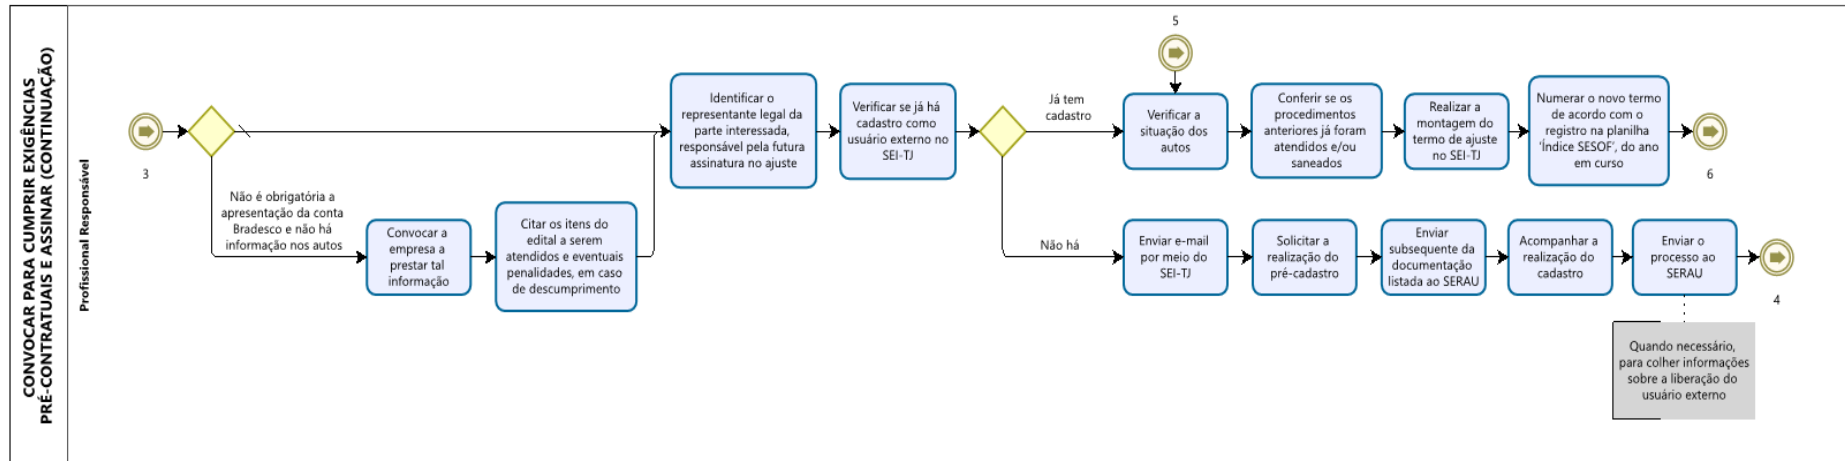 CONVOCAR PARA CUMPRIR EXIGÊNCIAS
PRÉ-CONTRATUAIS E ASSINAR (CONTINUAÇÃO)
Profissional Responsável
3
Não é obrigatória a
apresentação da conta
Bradesco e não há
informação nos autos
Convocar a
empresa a
prestar tal
informação
Citar os itens do
edital a serem
atendidos e eventuais
penalidades, em caso
de descumprimento
Identificar o
representante legal da
parte interessada,
responsável pela futura
assinatura no ajuste
Verificar se já há
cadastro como
usuário externo no
SEI-TJ
Já tem
cadastro
5
Verificar a
situação dos
autos
Conferir se os
procedimentos
anteriores já foram
atendidos e/ou
saneados
Realizar a
montagem do
termo de ajuste
no SEI-TJ
Numerar o novo termo
de acordo com o
registro na planilha
'Índice SESOF', do ano
em curso
6
Não há
Enviar e-mail
por meio do
SEI-TJ
Solicitar a
realização do
pré-cadastro
Enviar
subsequente da
documentação
listada ao SERAU
Acompanhar a
realização do
cadastro
Enviar o
processo ao
SERAU
4
Quando necessário,
para colher informações
sobre a liberação do
usuário externo